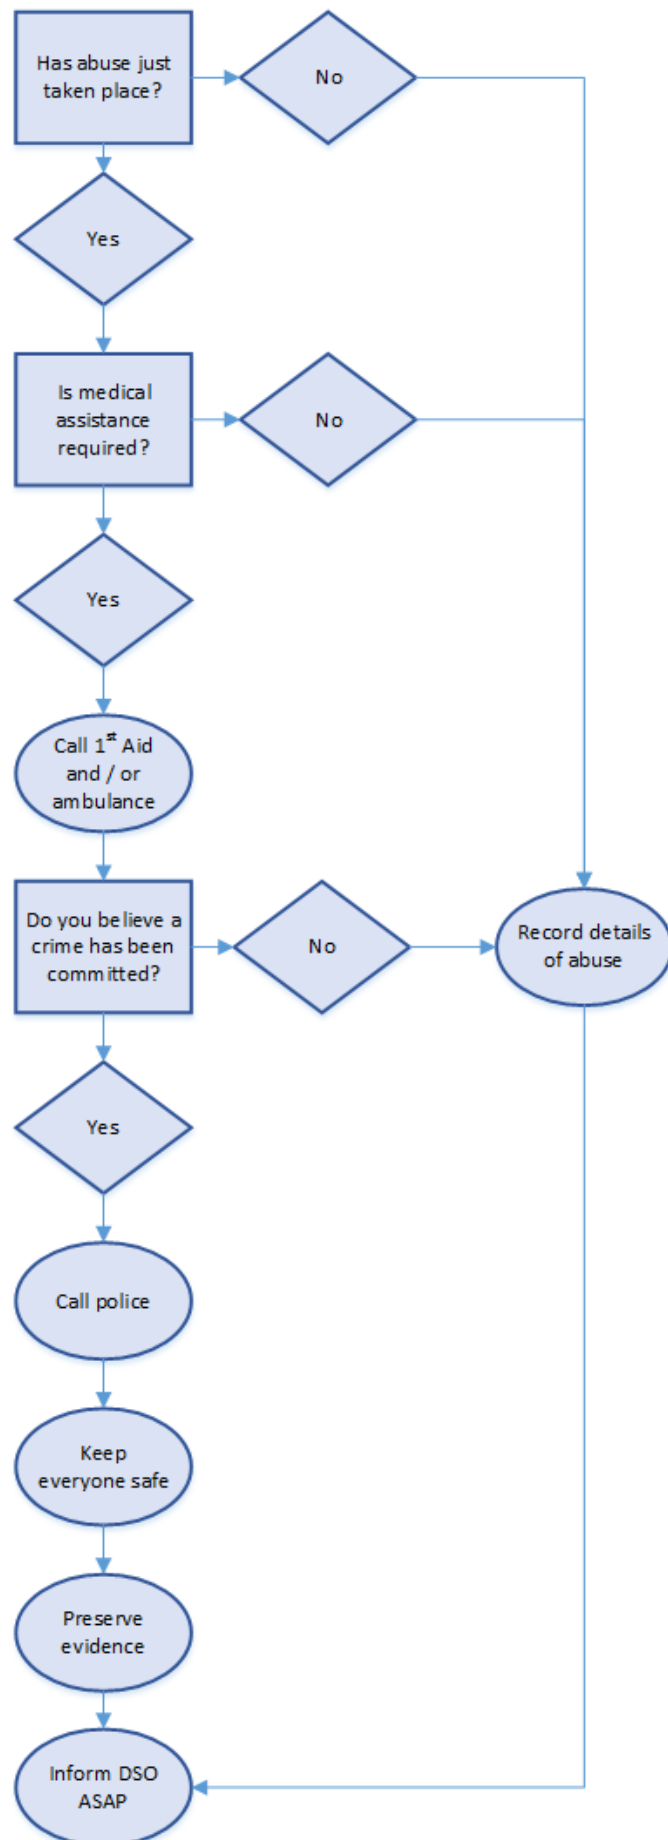 Has abuse just
taken place?
No
Yes
Is medical
assistance
required?
No
Yes
Call 1st Aid
and / or
ambulance
Do you believe a
crime has been
committed?
No
Record details
of abuse
Yes
Call police
Keep
everyone safe
Preserve
evidence
Inform DSO
ASAP